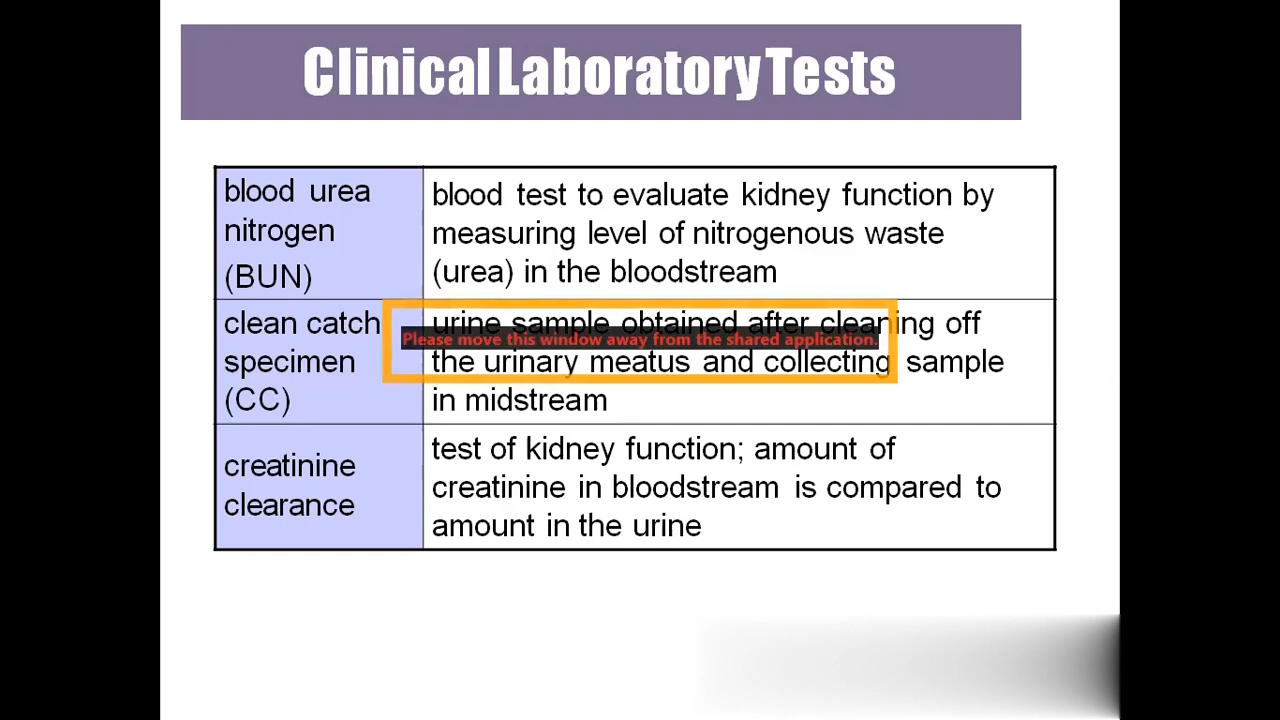 Clinical Laboratory Tests
blood urea
nitrogen
(BUN)
blood test to evaluate kidney function by
measuring level of nitrogenous waste
(urea) in the bloodstream
clean catch
specimen
(CC)
urine sample obtained after cleaning off
Please move this window away from the shared application.
the urinary meatus and collecting sample
in midstream
creatinine
clearance
test of kidney function; amount of
creatinine in bloodstream is compared to
amount in the urine